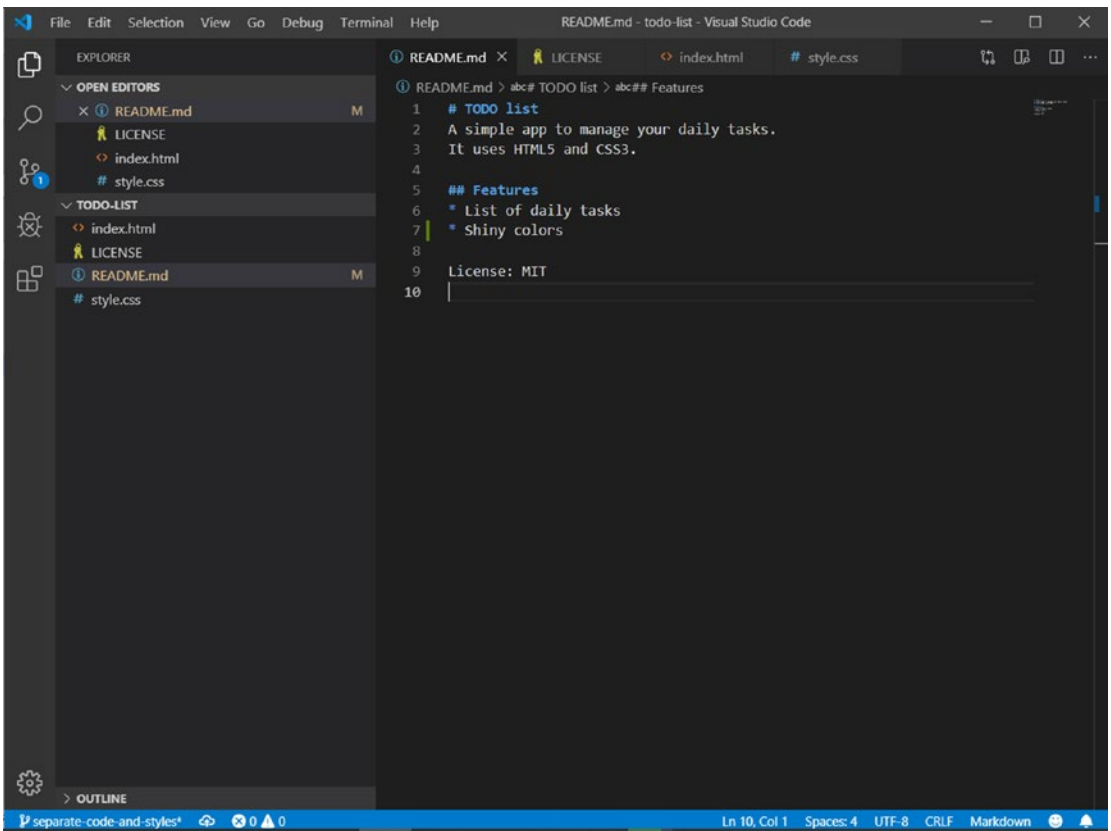 File Edit Selection View Go Debug Terminal Help README.md - todo-list - Visual Studio Code
EXPLORER
OPEN EDITORS
README.md M
LICENSE
index.html
style.css
1
TODO-LIST
index.html
LICENSE
README.md M
style.css
OUTLINE
README.md LICENSE index.html style.css
README.md > abc# TODO list > abc## Features
1 # TODO list
2 A simple app to manage your daily tasks.
3 It uses HTML5 and CSS3.
4
5 ## Features
6 * List of daily tasks
7 * Shiny colors
8
9 License: MIT
10
separate-code-and-styles* 0 0 Ln 10, Col 1 Spaces: 4 UTF-8 CRLF Markdown